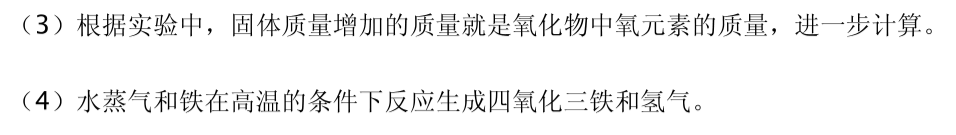 （3）根据实验中，固体质量增加的质量就是氧化物中氧元素的质量，进一步计算。
（4）水蒸气和铁在高温的条件下反应生成四氧化三铁和氢气。